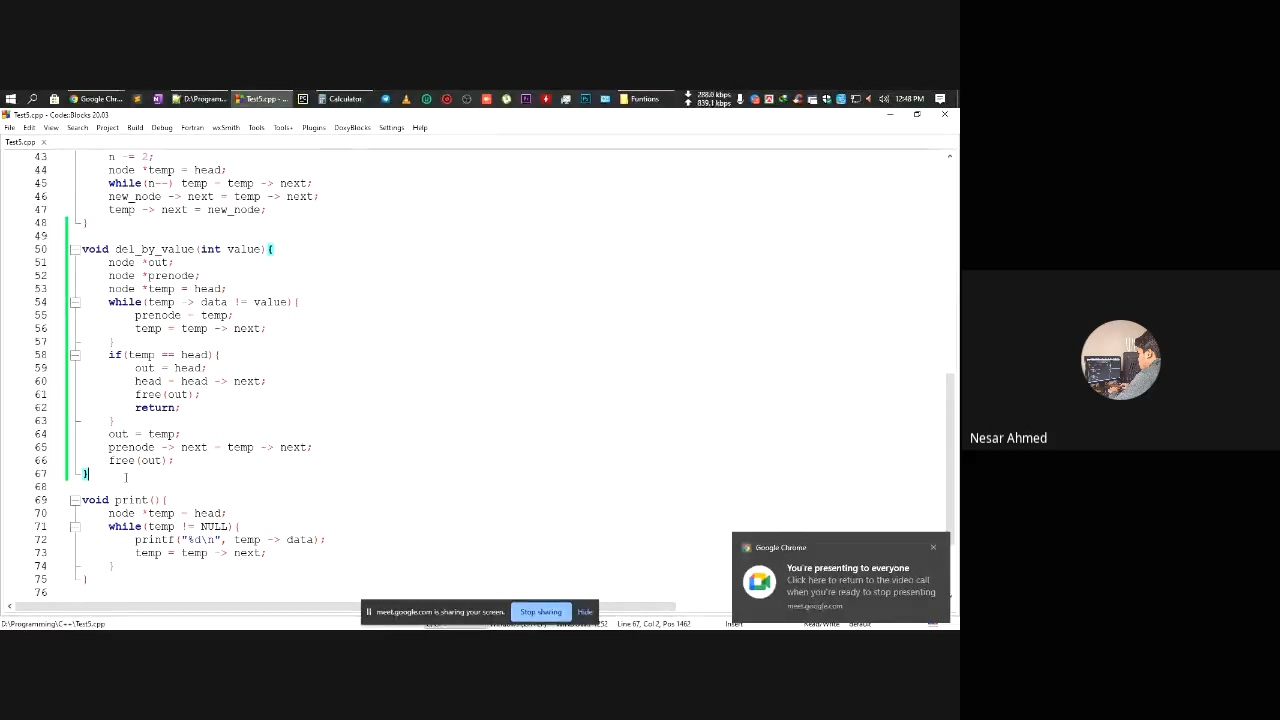 Google Chr...
D:\Program...
Test5.cpp - ...
Calculator
Funtions
288.0 kbps
839.1 kbps
12:48 PM
Test5.cpp - Code::Blocks 20.03
File Edit View Search Project Build Debug Fortran wxSmith Tools Tools+ Plugins DoxyBlocks Settings Help
Test5.cpp
43 n -= 2;
44 node *temp = head;
45 while(n--) temp = temp -> next;
46 new_node -> next = temp -> next;
47 temp -> next = new_node;
48 }
49
50 void del_by_value(int value){
51 node *out;
52 node *prenode;
53 node *temp = head;
54 while(temp -> data != value){
55 prenode = temp;
56 temp = temp -> next;
57 }
58 if(temp == head){
59 out = head;
60 head = head -> next;
61 free(out);
62 return;
63 }
64 out = temp;
65 prenode -> next = temp -> next;
66 free(out);
67 }
68
69 void print(){
70 node *temp = head;
71 while(temp != NULL){
72 printf("%d\n", temp -> data);
73 temp = temp -> next;
74 }
75 }
76
Google Chrome
You're presenting to everyone
Click here to return to the video call
when you're ready to stop presenting
meet.google.com
meet.google.com is sharing your screen.
Stop sharing
Hide
D:\Programming\C++\Test5.cpp
Line 67, Col 2, Pos 1462
Insert
Read/Write
default
Nesar Ahmed